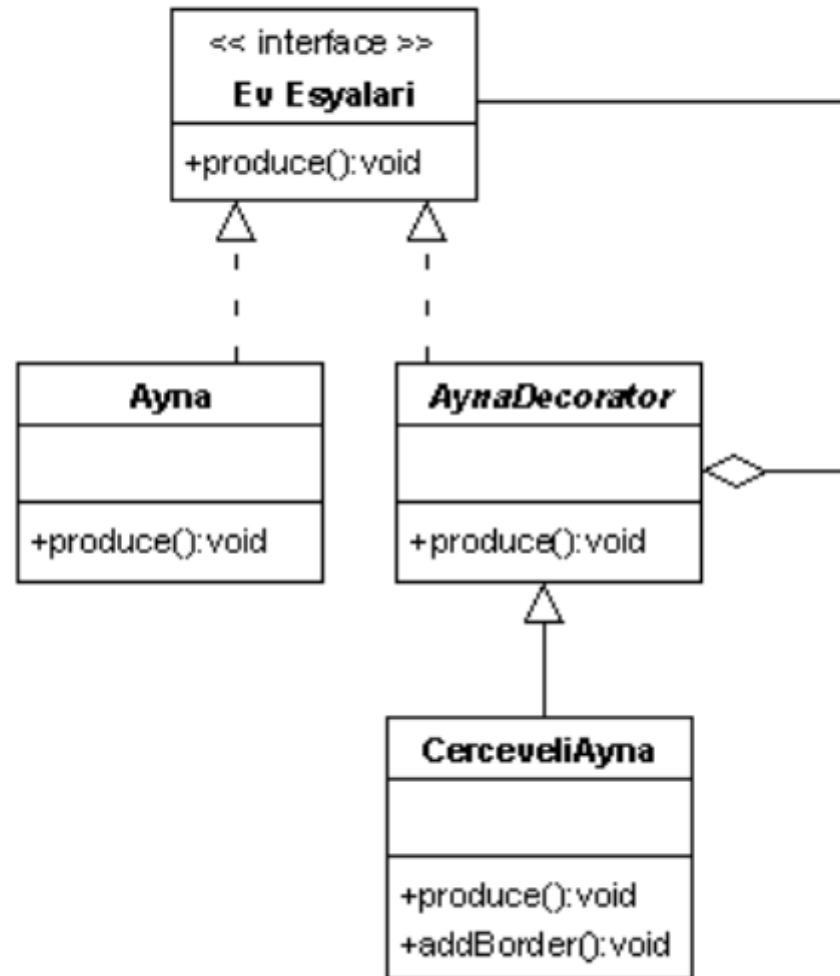 << interface >>
Ev Esyalari
+produce():void
Ayna
+produce():void
AynaDecorator
+produce():void
CerceveliAyna
+produce():void
+addBorder():void